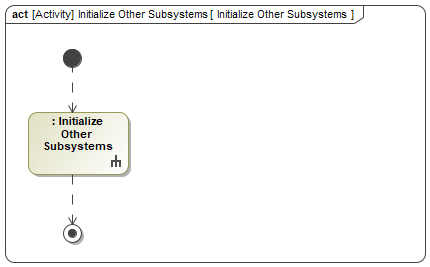 act [Activity] Initialize Other Subsystems [ Initialize Other Subsystems ]
: Initialize
Other
Subsystems